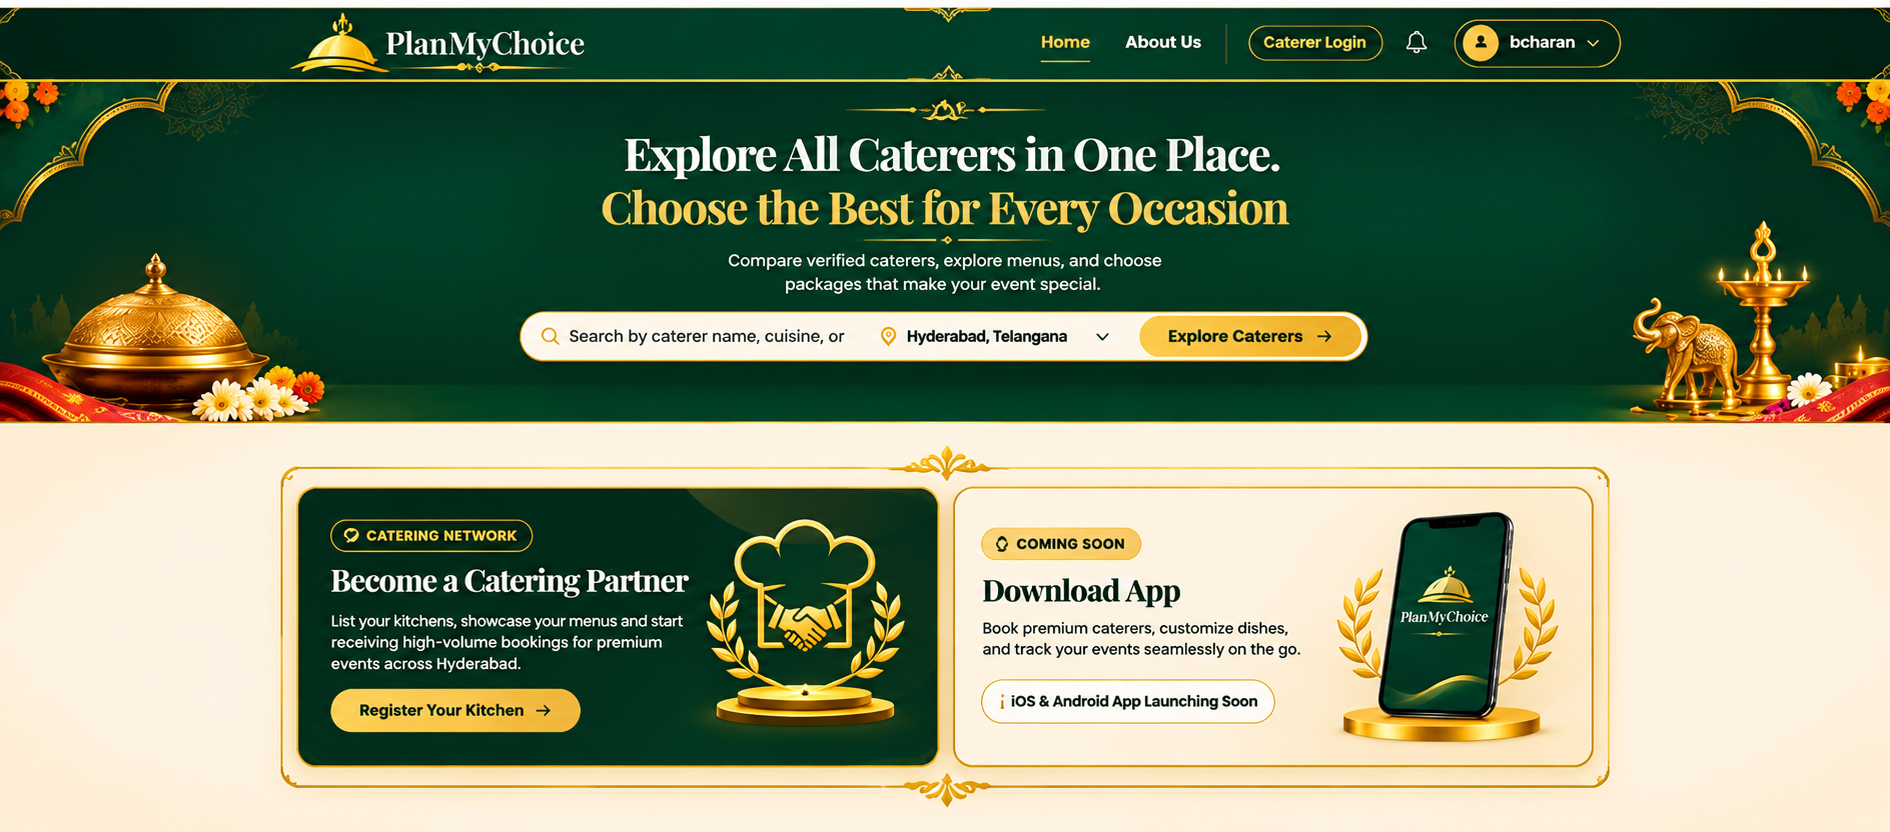 PlanMyChoice
Home
About Us
Caterer Login
bcharan
Explore All Caterers in One Place.
Choose the Best for Every Occasion
Compare verified caterers, explore menus, and choose
packages that make your event special.
Search by caterer name, cuisine, or
Hyderabad, Telangana
Explore Caterers
CATERING NETWORK
Become a Catering Partner
List your kitchens, showcase your menus and start
receiving high-volume bookings for premium
events across Hyderabad.
Register Your Kitchen
COMING SOON
Download App
Book premium caterers, customize dishes,
and track your events seamlessly on the go.
iOS & Android App Launching Soon
PlanMyChoice